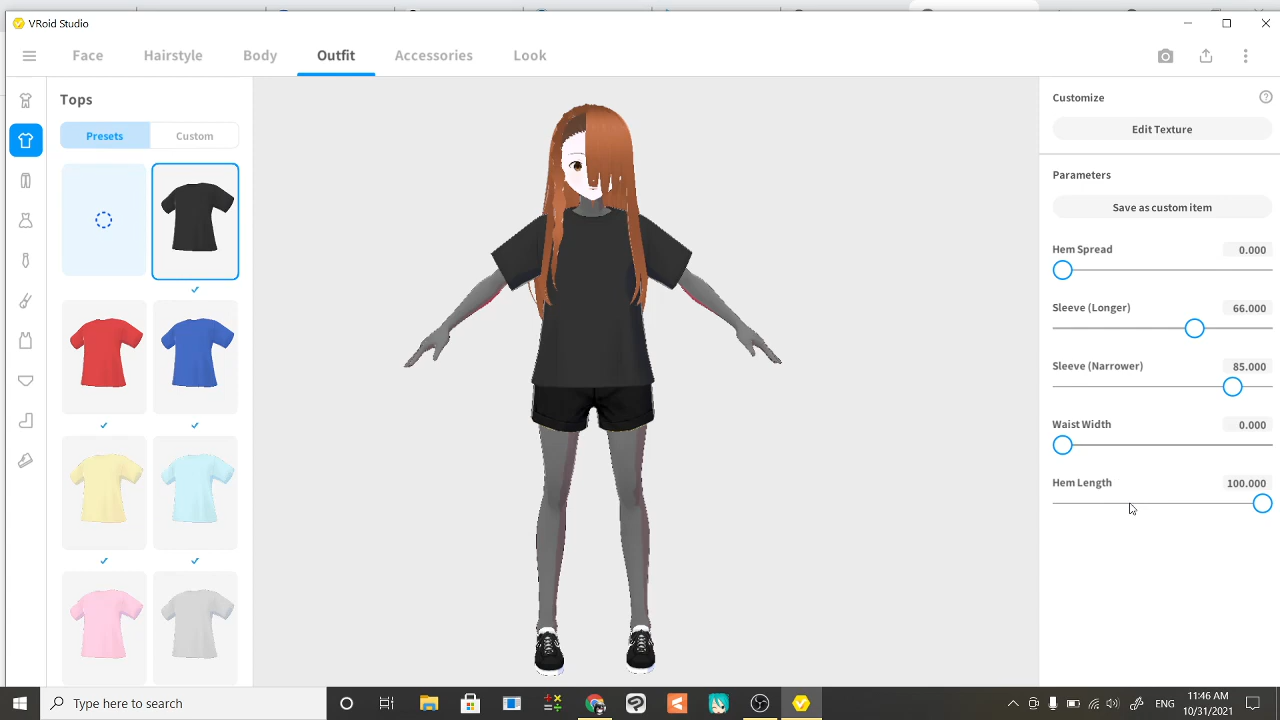 VRoid Studio
Face
Hairstyle
Body
Outfit
Accessories
Look
Tops
Presets
Custom
Customize
Edit Texture
Parameters
Save as custom item
Hem Spread
0.000
Sleeve (Longer)
66.000
Sleeve (Narrower)
85.000
Waist Width
0.000
Hem Length
100.000
Type here to search
ENG
11:46 AM
10/31/2021